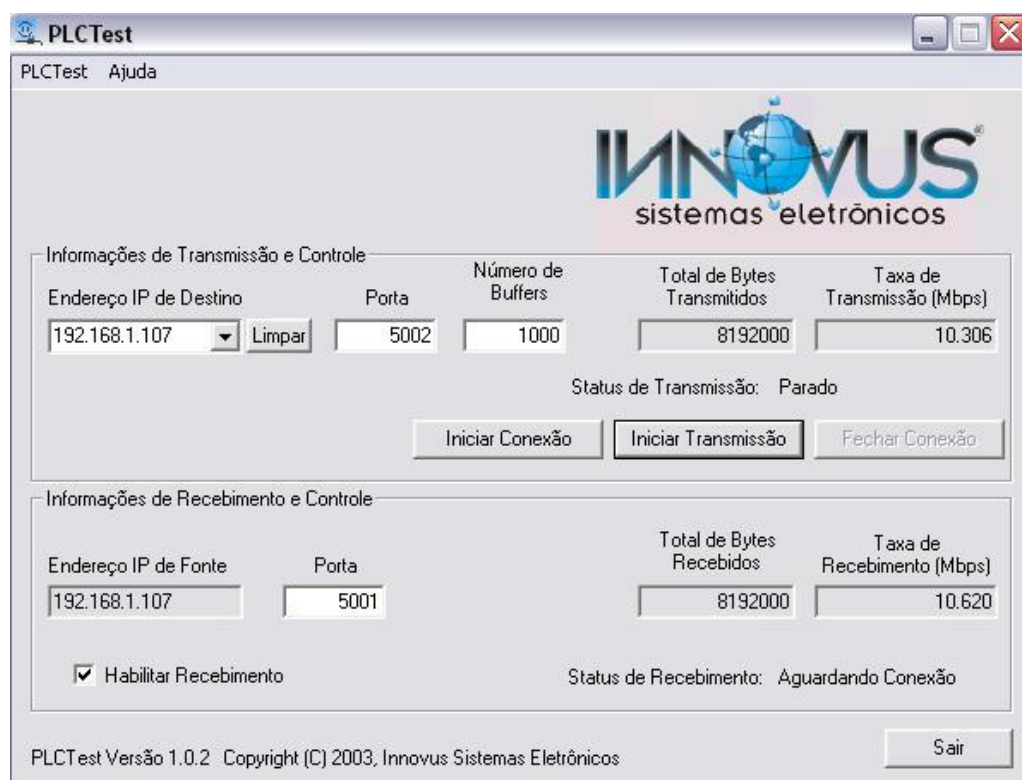 PLCTest
PLCTest Ajuda
INNOVUS®
sistemas eletrônicos
Informações de Transmissão e Controle
Endereço IP de Destino
Porta
Número de
Buffers
Total de Bytes
Transmitidos
Taxa de
Transmissão (Mbps)
192.168.1.107
Limpar
5002
1000
8192000
10.306
Status de Transmissão: Parado
Iniciar Conexão
Iniciar Transmissão
Fechar Conexão
Informações de Recebimento e Controle
Endereço IP de Fonte
Porta
Total de Bytes
Recebidos
Taxa de
Recebimento (Mbps)
192.168.1.107
5001
8192000
10.620
Habilitar Recebimento
Status de Recebimento: Aguardando Conexão
PLCTest Versão 1.0.2 Copyright (C) 2003, Innovus Sistemas Eletrônicos
Sair